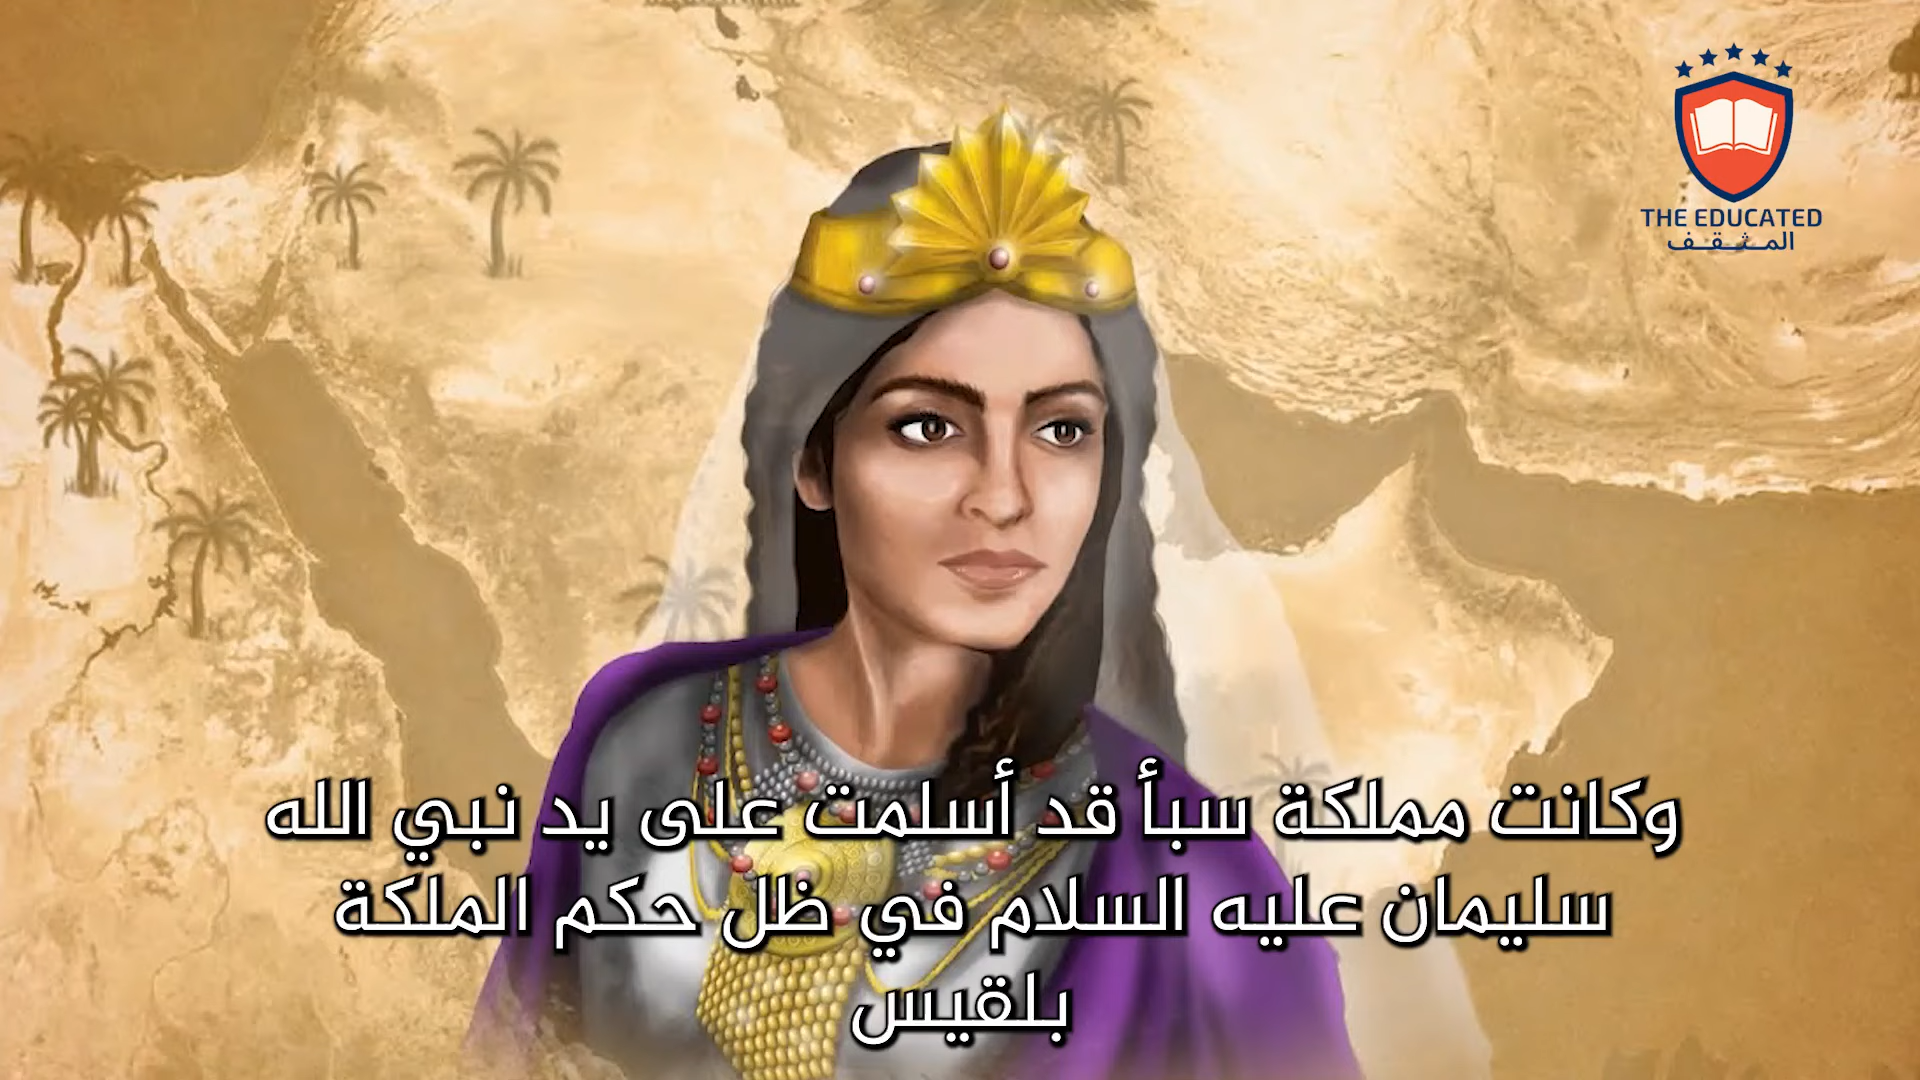 THE EDUCATED
المثقف
وكانت مملكة سبأ قد أسلمت على يد نبي الله
سليمان عليه السلام في ظل حكم الملكة
بلقيس